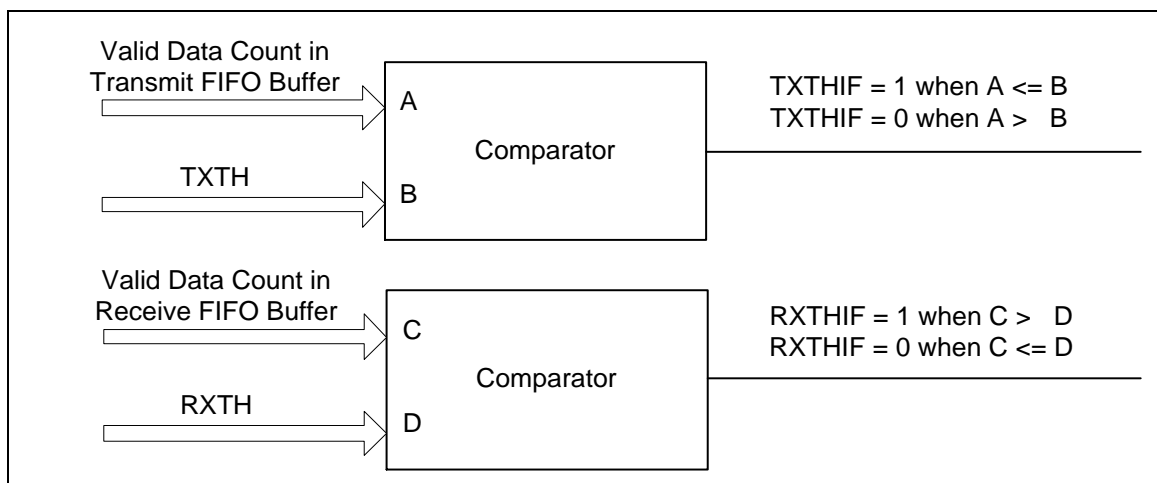 Valid Data Count in
Transmit FIFO Buffer
A
TXTH
B
Comparator
TXTHIF = 1 when A <= B
TXTHIF = 0 when A > B
Valid Data Count in
Receive FIFO Buffer
C
RXTH
D
Comparator
RXTHIF = 1 when C > D
RXTHIF = 0 when C <= D